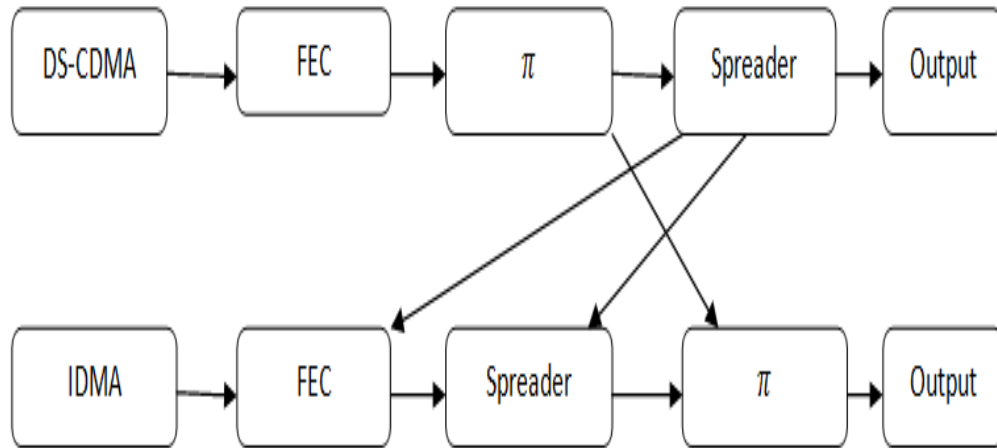 DS-CDMA
FEC
π
Spreader
Output
IDMA
FEC
Spreader
π
Output